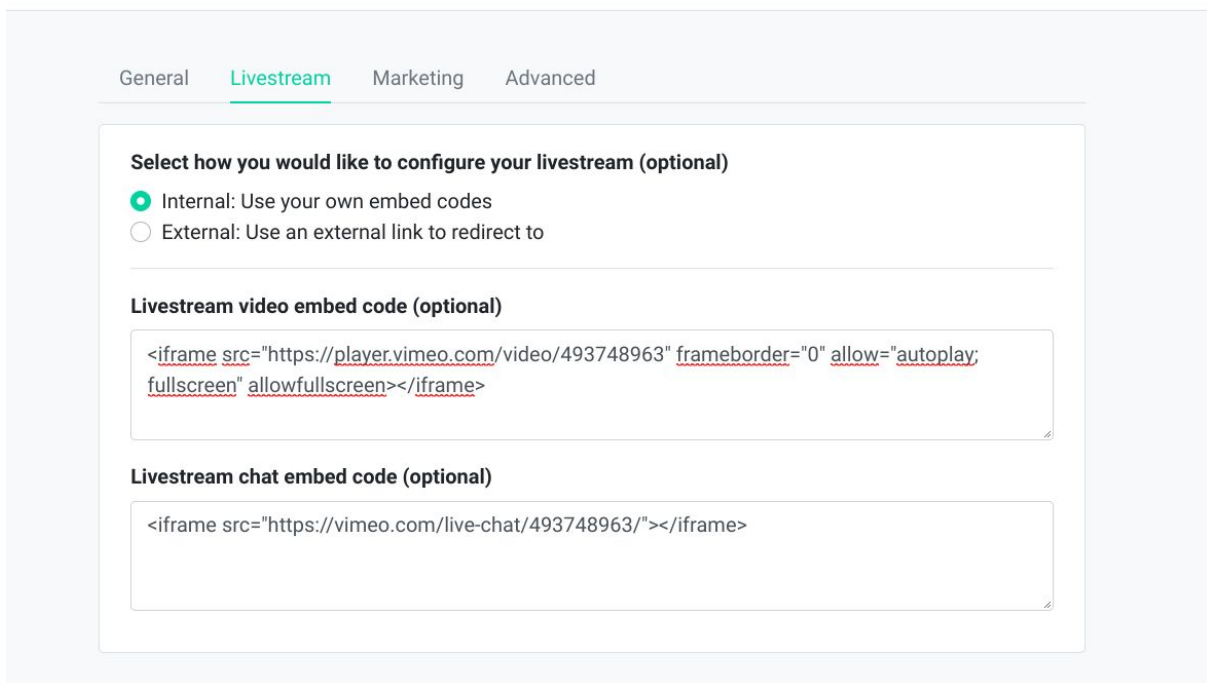 General Livestream Marketing Advanced
Select how you would like to configure your livestream (optional)
Internal: Use your own embed codes
External: Use an external link to redirect to
Livestream video embed code (optional)
<iframe src="https://player.vimeo.com/video/493748963" frameborder="0" allow="autoplay;
fullscreen" allowfullscreen></iframe>
Livestream chat embed code (optional)
<iframe src="https://vimeo.com/live-chat/493748963/"></iframe>